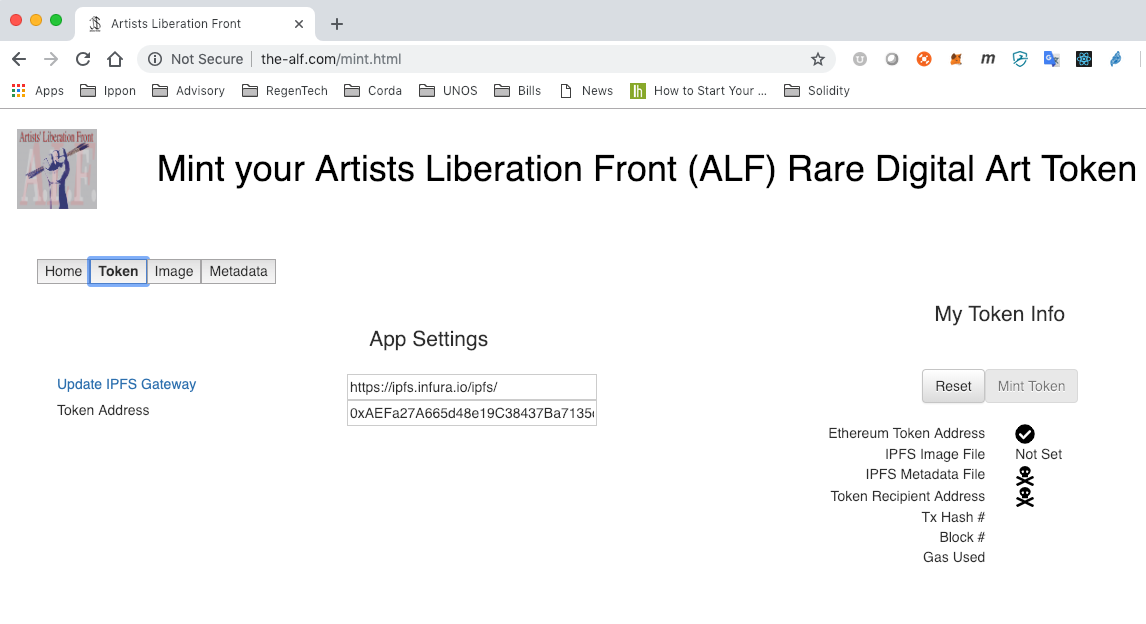 Artists Liberation Front
Not Secure the-alf.com/mint.html
Apps Ippon Advisory RegenTech Corda UNOS Bills News How to Start Your ... Solidity
Artists' Liberation Front
ALF
Mint your Artists Liberation Front (ALF) Rare Digital Art Token
Home Token Image Metadata
My Token Info
App Settings
Update IPFS Gateway https://ipfs.infura.io/ipfs/
Reset Mint Token
Token Address 0xAEFa27A665d48e19C38437Ba7135
Ethereum Token Address
IPFS Image File Not Set
IPFS Metadata File
Token Recipient Address
Tx Hash #
Block #
Gas Used